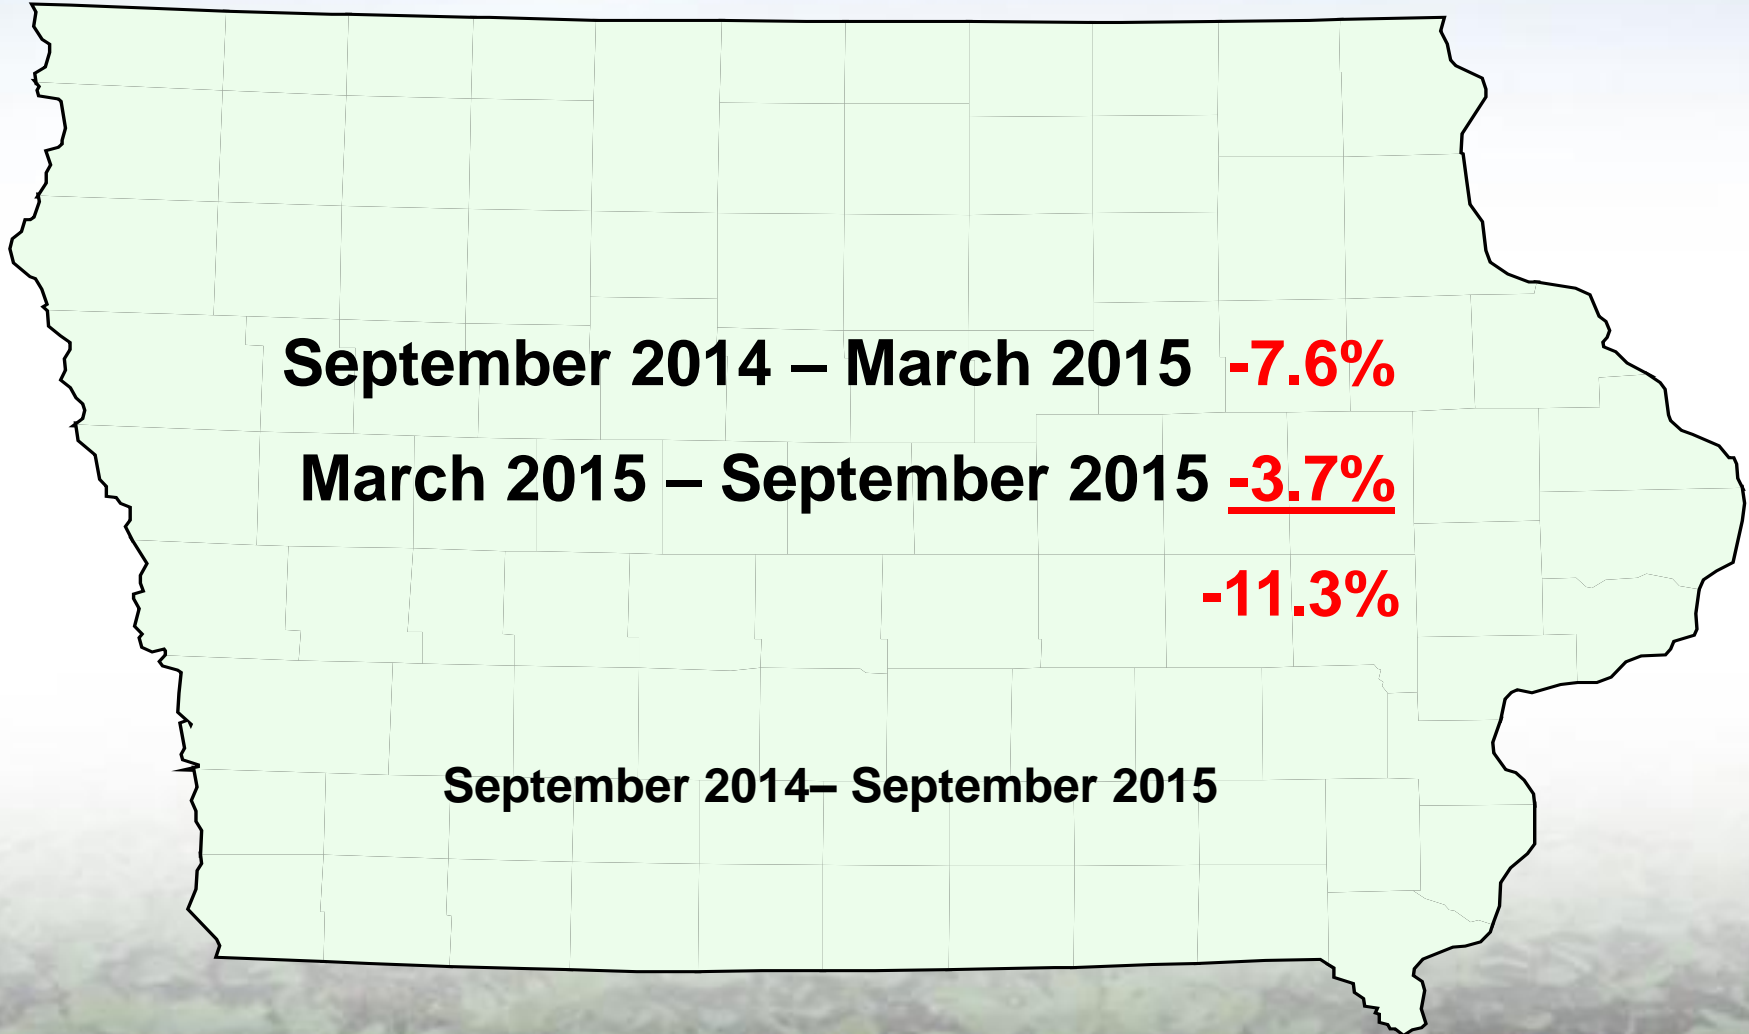 September 2014 – March 2015 -7.6%
March 2015 – September 2015 -3.7%
-11.3%
September 2014– September 2015